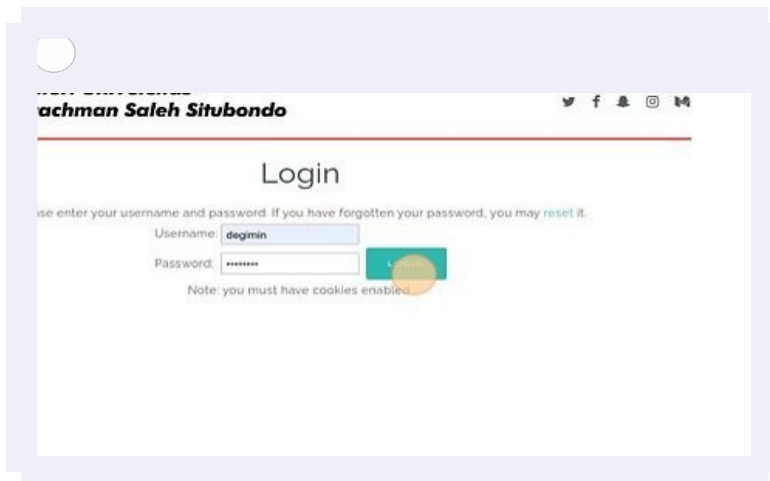 achman Saleh Situbondo
Login
se enter your username and password. If you have forgotten your password, you may reset it.
Username: degimin
Password: ••••••••
Note: you must have cookies enabled.